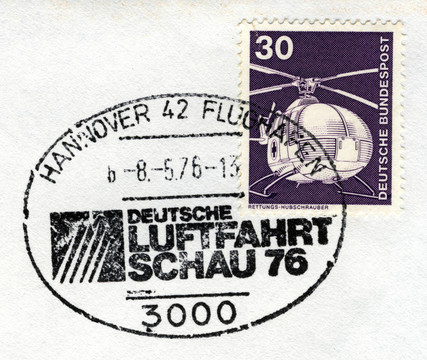 30
DEUTSCHE BUNDESPOST
RETTUNGS-HUBSCHRAUBER
HANNOVER 42 FLUGHAFEN
-8.-5.76-13
DEUTSCHE
LUFTFAHRT
SCHAU 76
3000